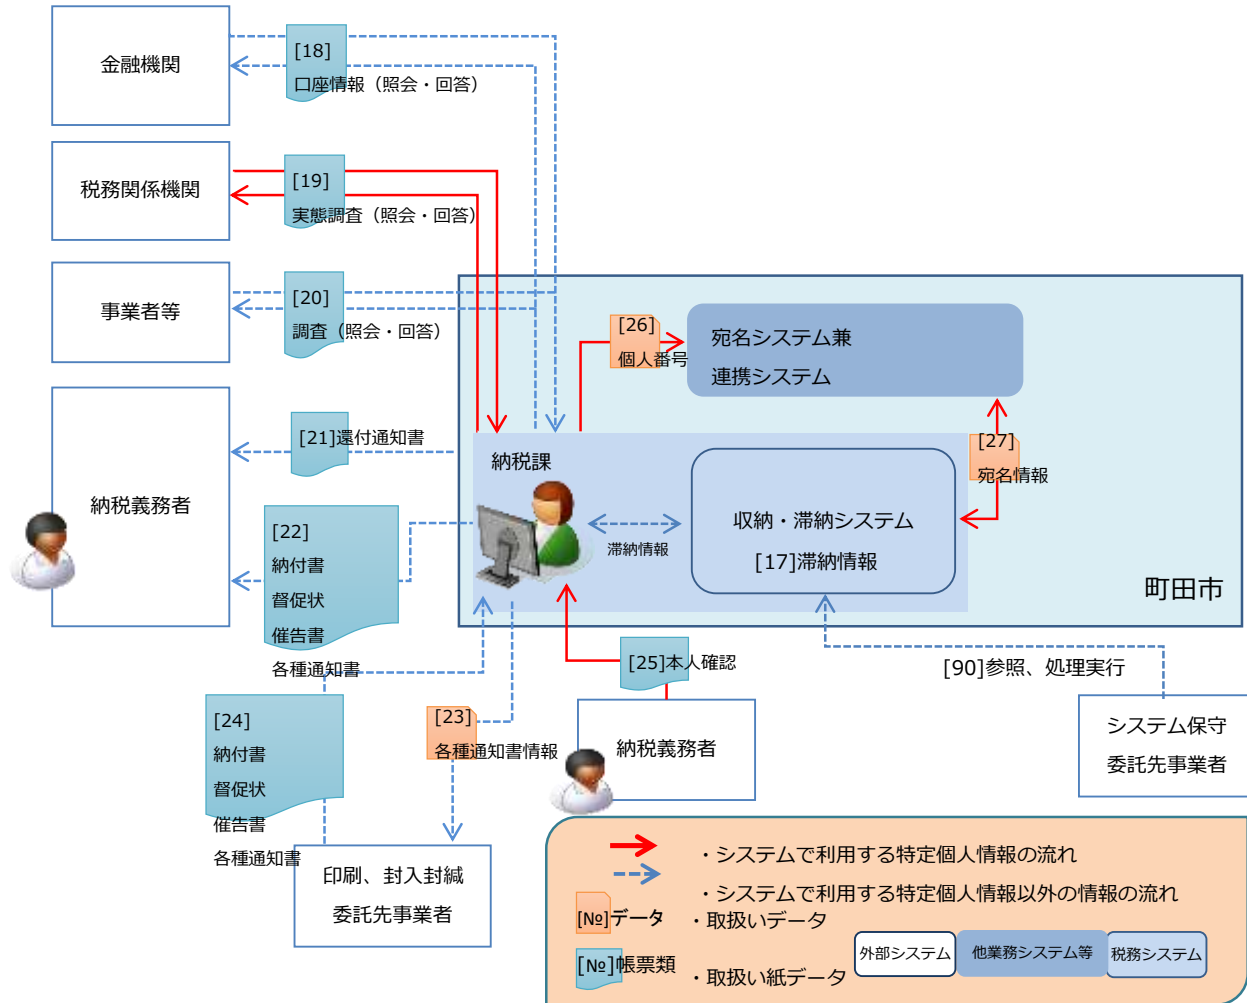 金融機関
[18]
口座情報（照会・回答）
税務関係機関
[19]
実態調査（照会・回答）
事業者等
[20]
調査（照会・回答）
[26]
個人番号
宛名システム兼
連携システム
納税義務者
[21]還付通知書
納税課
[27]
宛名情報
収納・滞納システム
[17]滞納情報
滞納情報
[22]
納付書
督促状
催告書
各種通知書
町田市
[25]本人確認
[90]参照、処理実行
[24]
納付書
督促状
催告書
各種通知書
[23]
各種通知書情報
納税義務者
システム保守
委託先事業者
印刷、封入封緘
委託先事業者
・システムで利用する特定個人情報の流れ
・システムで利用する特定個人情報以外の情報の流れ
[№]データ ・取扱いデータ
[№]帳票類 ・取扱い紙データ
外部システム 他業務システム等 税務システム